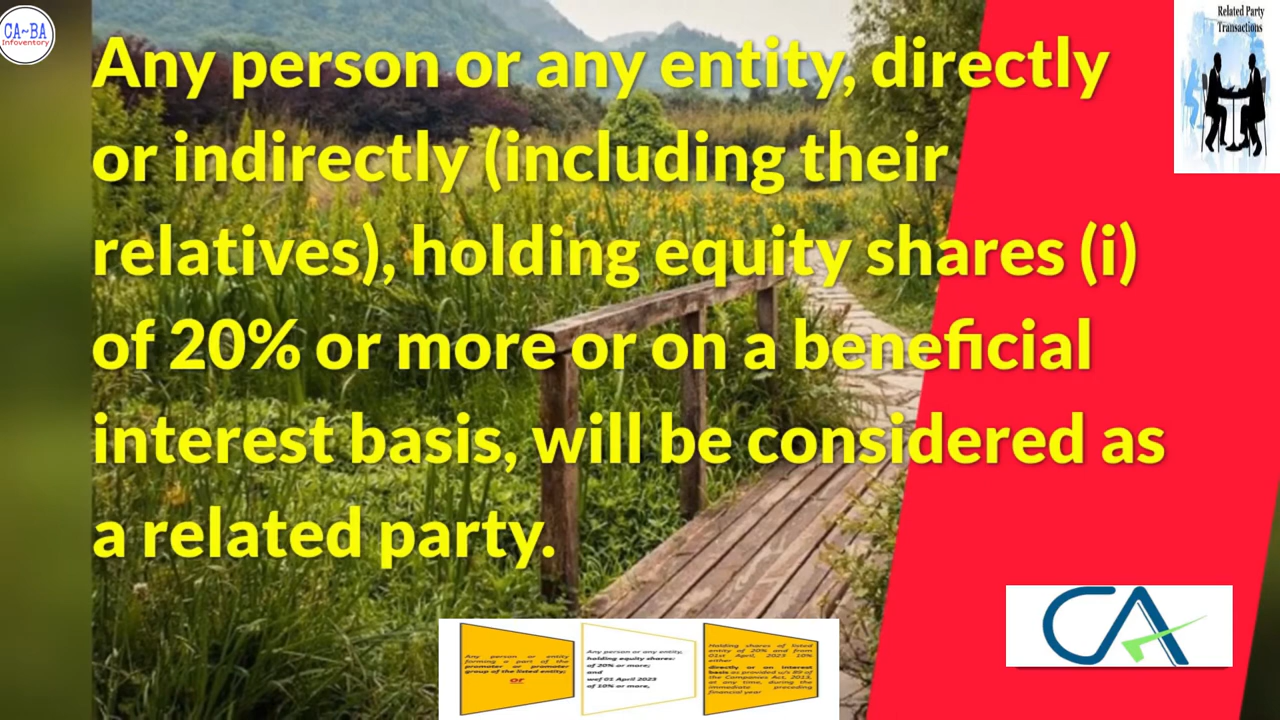 CA~BA
Infoventory
Related Party
Transactions
Any person or any entity, directly
or indirectly (including their
relatives), holding equity shares (i)
of 20% or more or on a beneficial
interest basis, will be considered as
a related party.
CA
Any person or entity
forming a part of the
promoter or promoter
group of the listed entity;
or
Any person or any entity,
holding equity shares:
of 20% or more;
and
wef 01 April 2023
of 10% or more,
Holding shares of listed
entity of 20% and from
01st April, 2023 10%
either
directly or on interest
basis as provided u/s 89 of
the Companies Act, 2013,
at any time, during the
immediate preceding
financial year